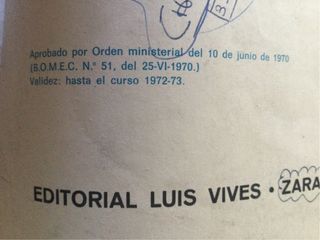 Aprobado por Orden ministerial del 10 de junio de 1970
(B.O.M.E.C. N.º 51, del 25-VI-1970.)
Validez: hasta el curso 1972-73.
EDITORIAL LUIS VIVES • ZARA